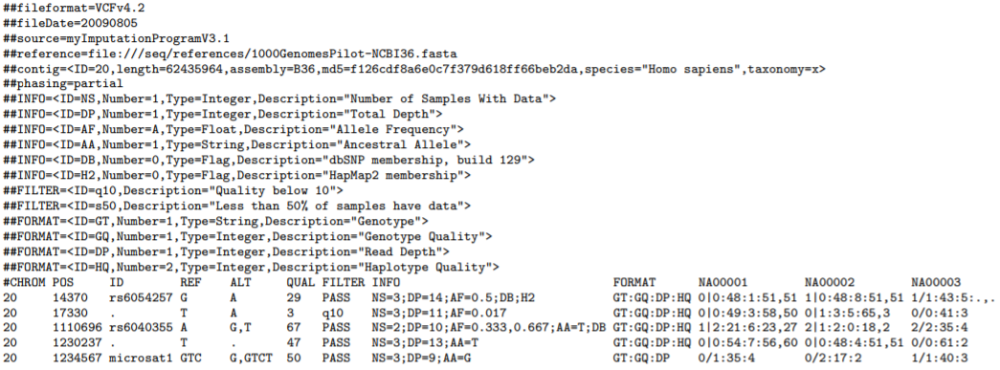 ##fileformat=VCFv4.2
##fileDate=20090805
##source=myImputationProgramV3.1
##reference=file:///seq/references/1000GenomesPilot-NCBI36.fasta
##contig=<ID=20,length=62435964,assembly=B36,md5=f126cdf8a6e0c7f379d618ff66beb2da,species="Homo sapiens",taxonomy=x>
##phasing=partial
##INFO=<ID=NS,Number=1,Type=Integer,Description="Number of Samples With Data">
##INFO=<ID=DP,Number=1,Type=Integer,Description="Total Depth">
##INFO=<ID=AF,Number=A,Type=Float,Description="Allele Frequency">
##INFO=<ID=AA,Number=1,Type=String,Description="Ancestral Allele">
##INFO=<ID=DB,Number=0,Type=Flag,Description="dbSNP membership, build 129">
##INFO=<ID=H2,Number=0,Type=Flag,Description="HapMap2 membership">
##FILTER=<ID=q10,Description="Quality below 10">
##FILTER=<ID=s50,Description="Less than 50% of samples have data">
##FORMAT=<ID=GT,Number=1,Type=String,Description="Genotype">
##FORMAT=<ID=GQ,Number=1,Type=Integer,Description="Genotype Quality">
##FORMAT=<ID=DP,Number=1,Type=Integer,Description="Read Depth">
##FORMAT=<ID=HQ,Number=2,Type=Integer,Description="Haplotype Quality">
#CHROM POS ID REF ALT QUAL FILTER INFO FORMAT NA00001 NA00002 NA00003
20 14370 rs6054257 G A 29 PASS NS=3;DP=14;AF=0.5;DB;H2 GT:GQ:DP:HQ 0|0:48:1:51,51 1|0:48:8:51,51 1/1:43:5:.,.
20 17330 . T A 3 q10 NS=3;DP=11;AF=0.017 GT:GQ:DP:HQ 0|0:49:3:58,50 0|1:3:5:65,3 0/0:41:3
20 1110696 rs6040355 A G,T 67 PASS NS=2;DP=10;AF=0.333,0.667;AA=T;DB GT:GQ:DP:HQ 1|2:21:6:23,27 2|1:2:0:18,2 2/2:35:4
20 1230237 . T . 47 PASS NS=3;DP=13;AA=T GT:GQ:DP:HQ 0|0:54:7:56,60 0|0:48:4:51,51 0/0:61:2
20 1234567 microsat1 GTC G,GTCT 50 PASS NS=3;DP=9;AA=G GT:GQ:DP 0/1:35:4 0/2:17:2 1/1:40:3